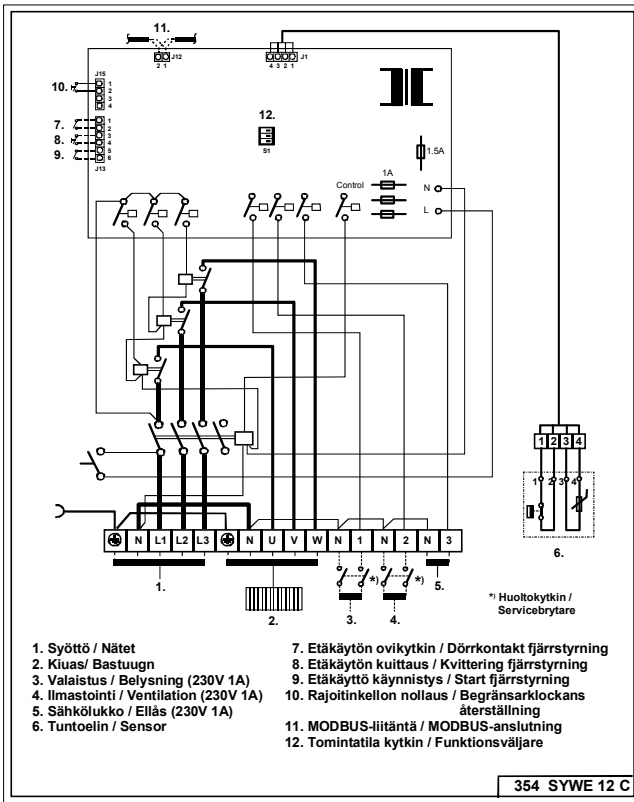 11.
J12
2 1
J1
4 3 2 1
10.
J15
1
2
3
4
7.
8.
9.
1
2
3
4
5
6
J13
12.
S1
1.5A
Control
1A
N
L
1 2 3 4
1 2 3 4
6.
N L1 L2 L3 N U V W N 1 N 2 N 3
*) *)
1.
2.
3.
4.
5.
*) Huoltokytkin /
Servicebrytare
1. Syöttö / Nätet
2. Kiuas/ Bastuugn
3. Valaistus / Belysning (230V 1A)
4. Ilmastointi / Ventilation (230V 1A)
5. Sähkölukko / Ellås (230V 1A)
6. Tuntoelin / Sensor
7. Etäkäytön ovikytkin / Dörrkontakt fjärrstyrning
8. Etäkäytön kuittaus / Kvittering fjärrstyrning
9. Etäkäyttö käynnistys / Start fjärrstyrning
10. Rajoitinkellon nollaus / Begränsarklockans
återställning
11. MODBUS-liitäntä / MODBUS-anslutning
12. Tomintatila kytkin / Funktionsväljare
354 SYWE 12 C